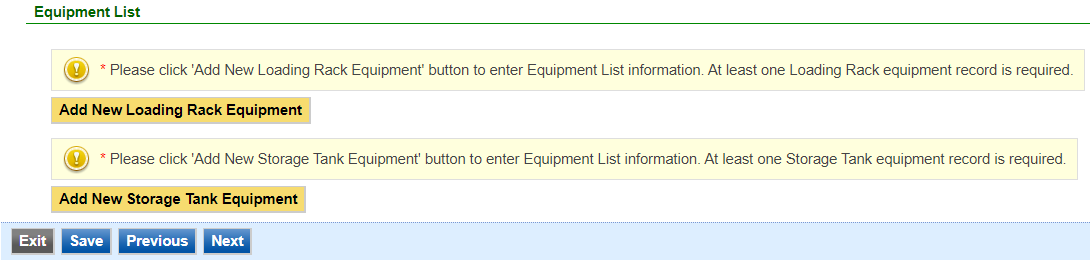 Equipment List
* Please click 'Add New Loading Rack Equipment' button to enter Equipment List information. At least one Loading Rack equipment record is required.
Add New Loading Rack Equipment
* Please click 'Add New Storage Tank Equipment' button to enter Equipment List information. At least one Storage Tank equipment record is required.
Add New Storage Tank Equipment
Exit Save Previous Next